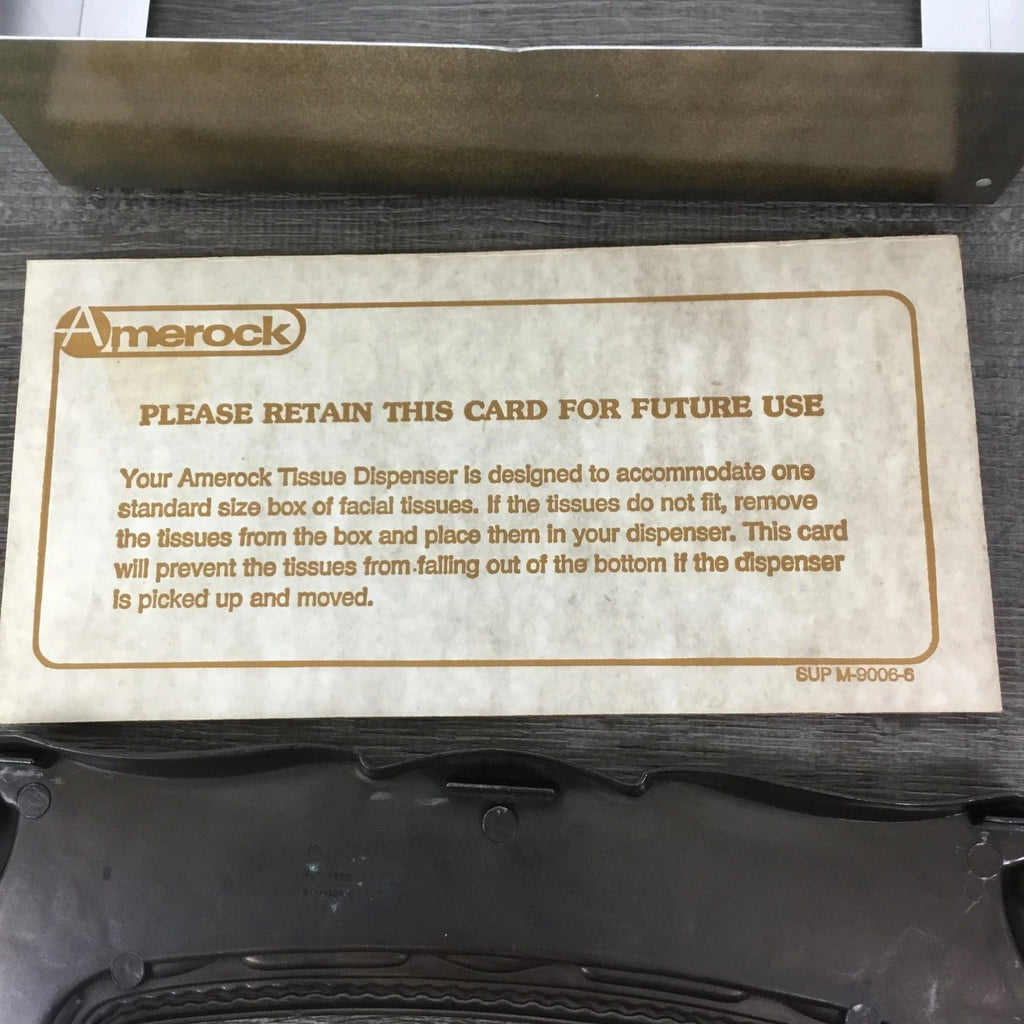 Amerock
PLEASE RETAIN THIS CARD FOR FUTURE USE
Your Amerock Tissue Dispenser is designed to accommodate one
standard size box of facial tissues. If the tissues do not fit, remove
the tissues from the box and place them in your dispenser. This card
will prevent the tissues from falling out of the bottom if the dispenser
is picked up and moved.
SUP M-9006-6